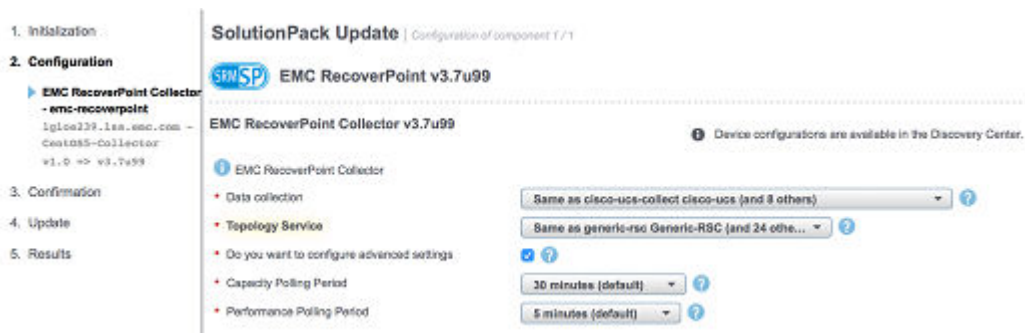 1. Initialization
2. Configuration
EMC RecoverPoint Collector
- emc-recoverpoint
lgloe239.lss.emc.com -
CentOS5-Collector
v1.0 => v3.7u99
3. Confirmation
4. Update
5. Results
SolutionPack Update | Configuration of component 1 / 1
SRM SP EMC RecoverPoint v3.7u99
EMC RecoverPoint Collector v3.7u99
Device configurations are available in the Discovery Center.
EMC RecoverPoint Collector
* Data collection
Same as cisco-ucs-collect cisco-ucs (and 8 others)
* Topology Service
Same as generic-rsc Generic-RSC (and 24 othe...
* Do you want to configure advanced settings
* Capacity Polling Period
30 minutes (default)
* Performance Polling Period
5 minutes (default)